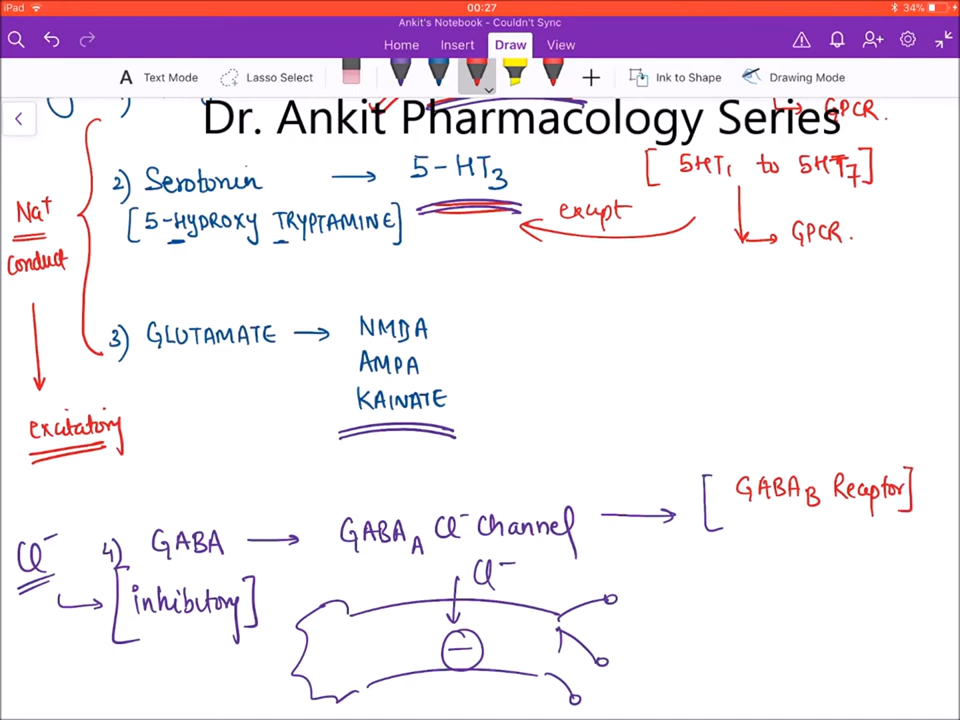 iPad
00:27
34%
Ankit's Notebook - Couldn't Sync
Home Insert Draw View
A Text Mode Lasso Select Ink to Shape Drawing Mode
Dr. Ankit Pharmacology Series
GPCR.
2) Serotonin → 5-HT3 [5HT1 to 5HT7]
[5-HYDROXY TRYPTAMINE]
exupt
GPCR.
Na+
conduct
3) GLUTAMATE → NMDA
AMPA
KAINATE
excitatory
[GABAB Receptor]
Cl- 4) GABA → GABAA Cl- Channel →
[inhibitory]
Cl-